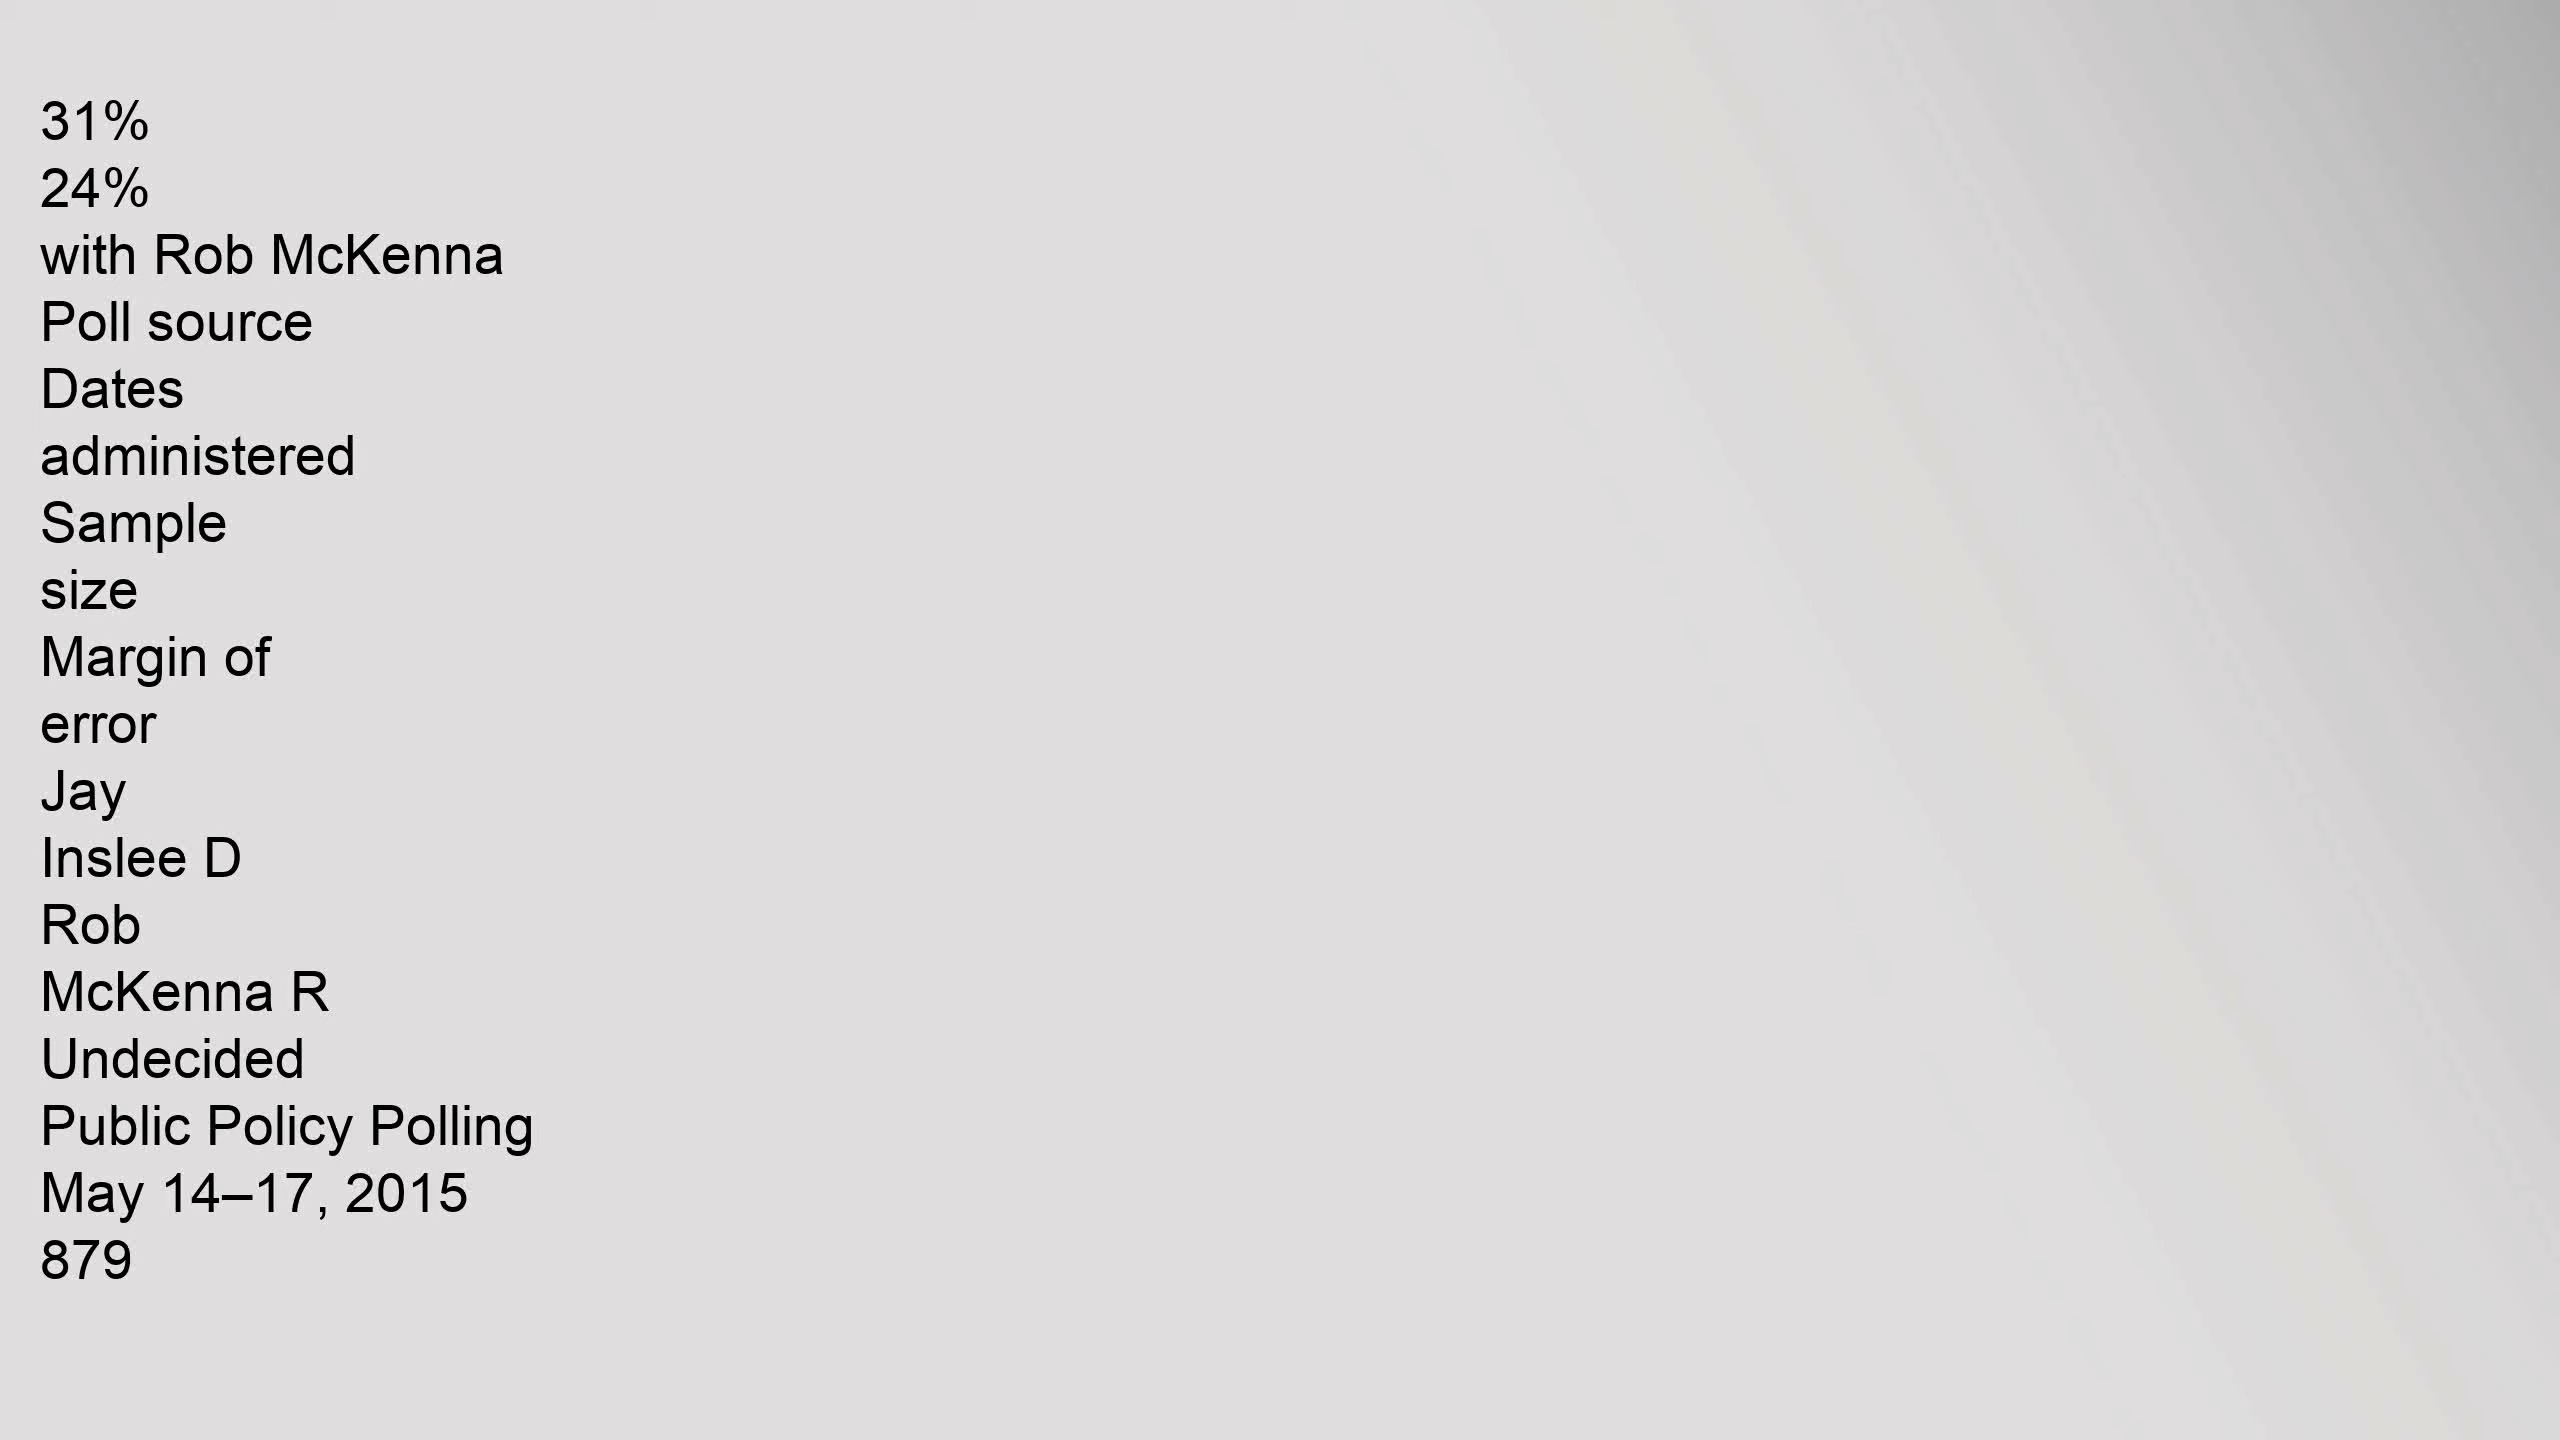 31%
24%
with Rob McKenna
Poll source
Dates
administered
Sample
size
Margin of
error
Jay
Inslee D
Rob
McKenna R
Undecided
Public Policy Polling
May 14–17, 2015
879